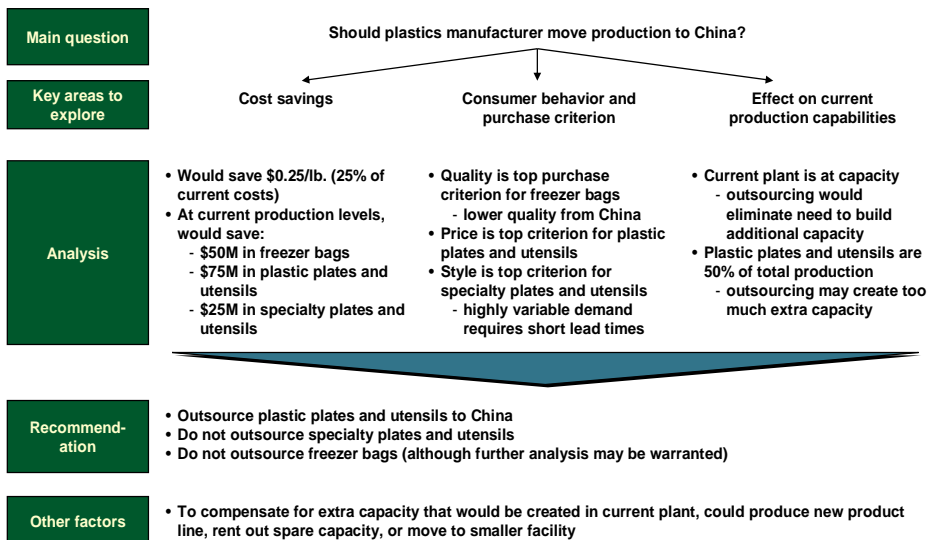 Main question
Should plastics manufacturer move production to China?
Key areas to
explore
Cost savings
Consumer behavior and
purchase criterion
Effect on current
production capabilities
Analysis
• Would save $0.25/lb. (25% of
current costs)
• At current production levels,
would save:
- $50M in freezer bags
- $75M in plastic plates and
utensils
- $25M in specialty plates and
utensils
• Quality is top purchase
criterion for freezer bags
- lower quality from China
• Price is top criterion for plastic
plates and utensils
• Style is top criterion for
specialty plates and utensils
- highly variable demand
requires short lead times
• Current plant is at capacity
- outsourcing would
eliminate need to build
additional capacity
• Plastic plates and utensils are
50% of total production
- outsourcing may create too
much extra capacity
Recommend-
ation
• Outsource plastic plates and utensils to China
• Do not outsource specialty plates and utensils
• Do not outsource freezer bags (although further analysis may be warranted)
Other factors
• To compensate for extra capacity that would be created in current plant, could produce new product
line, rent out spare capacity, or move to smaller facility